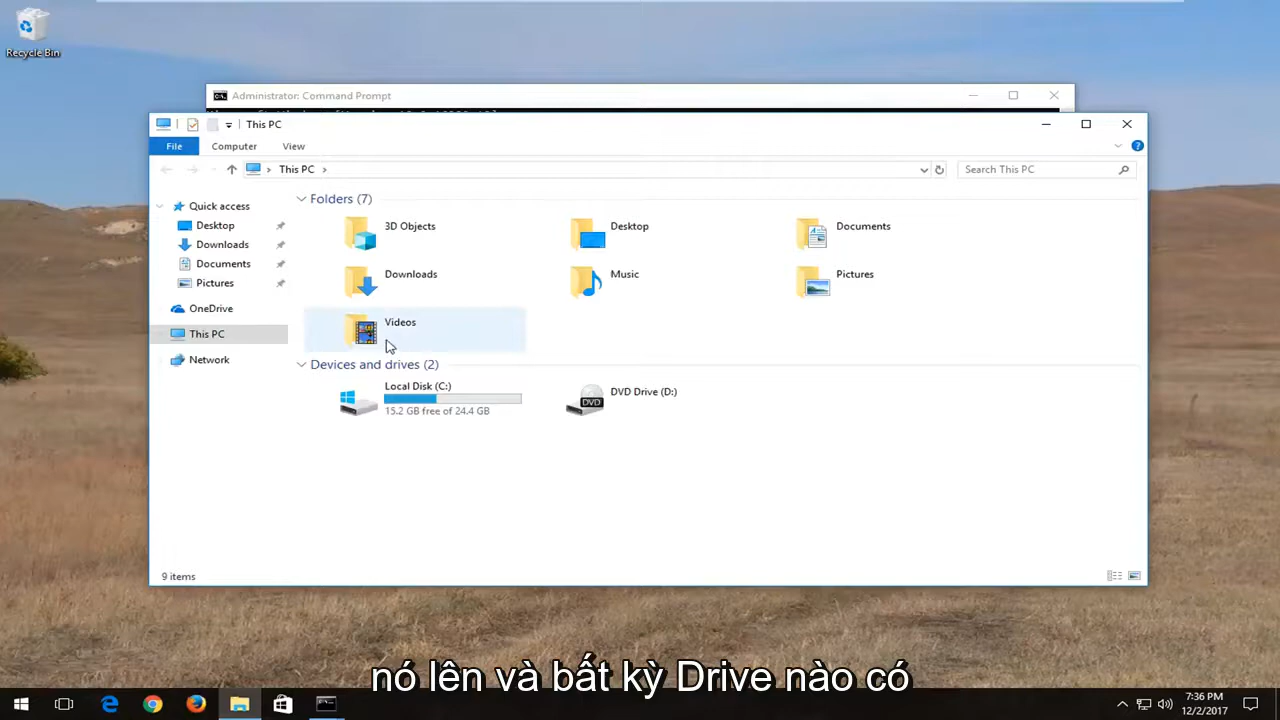 Recycle Bin
Administrator: Command Prompt
This PC
File
Computer
View
This PC
Search This PC
Quick access
Desktop
Downloads
Documents
Pictures
OneDrive
This PC
Network
Folders (7)
3D Objects
Desktop
Documents
Downloads
Music
Pictures
Videos
Devices and drives (2)
Local Disk (C:)
15.2 GB free of 24.4 GB
DVD
DVD Drive (D:)
9 items
nó lên và bất kỳ Drive nào có
7:36 PM
12/2/2017